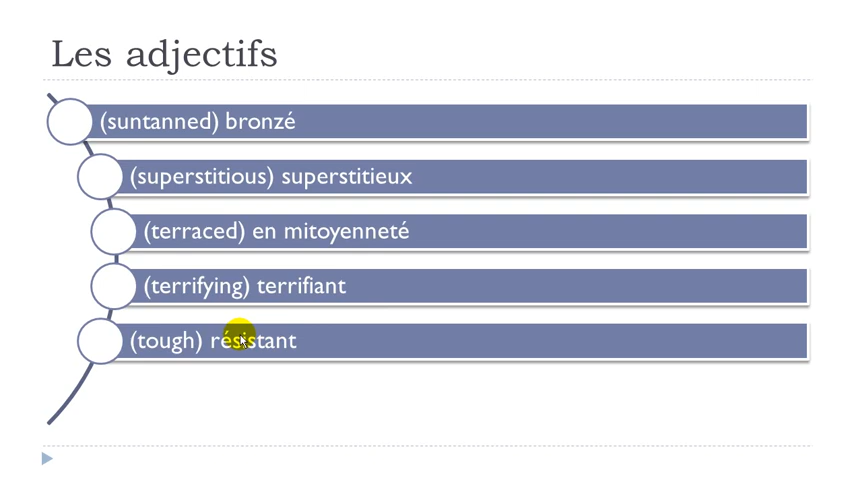 Les adjectifs
(suntanned) bronzé
(superstitious) superstitieux
(terraced) en mitoyenneté
(terrifying) terrifiant
(tough) résistant